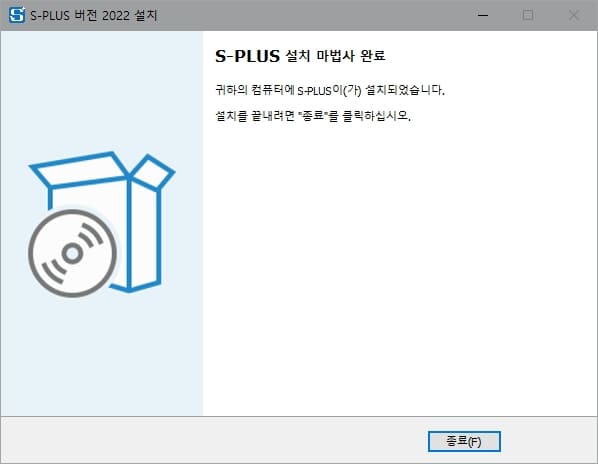 S-PLUS 버전 2022 설치
S-PLUS 설치 마법사 완료
귀하의 컴퓨터에 S-PLUS이(가) 설치되었습니다.
설치를 끝내려면 "종료"를 클릭하십시오.
종료(F)